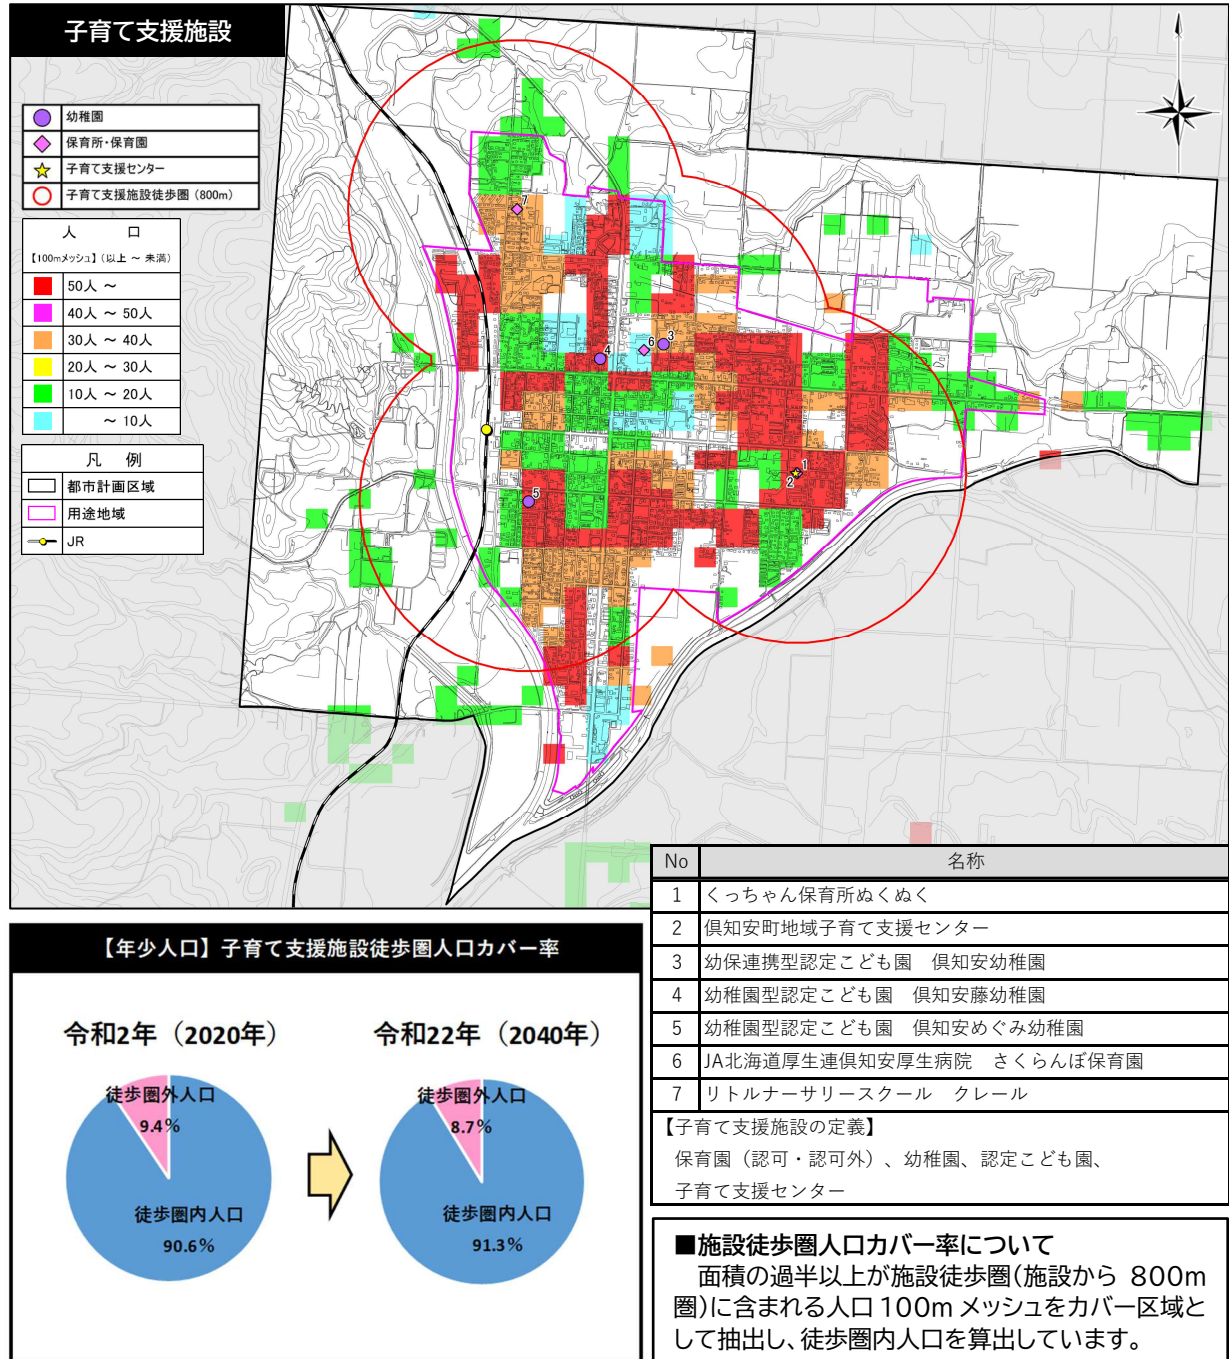 子育て支援施設
幼稚園
保育所・保育園
子育て支援センター
子育て支援施設徒歩圏（800m）
人　口
【100mメッシュ】（以上 ～ 未満）
50人 ～
40人 ～ 50人
30人 ～ 40人
20人 ～ 30人
10人 ～ 20人
～ 10人
凡　例
都市計画区域
用途地域
JR
7
3
6
4
1
2
5
No 名称
1 くっちゃん保育所ぬくぬく
2 倶知安町地域子育て支援センター
3 幼保連携型認定こども園　倶知安幼稚園
4 幼稚園型認定こども園　倶知安藤幼稚園
5 幼稚園型認定こども園　倶知安めぐみ幼稚園
6 JA北海道厚生連倶知安厚生病院　さくらんぼ保育園
7 リトルナーサリースクール　クレール
【子育て支援施設の定義】
保育園（認可・認可外）、幼稚園、認定こども園、
子育て支援センター
【年少人口】子育て支援施設徒歩圏人口カバー率
令和2年（2020年）
徒歩圏外人口
9.4%
徒歩圏内人口
90.6%
令和22年（2040年）
徒歩圏外人口
8.7%
徒歩圏内人口
91.3%
■施設徒歩圏人口カバー率について
面積の過半以上が施設徒歩圏(施設から 800m
圏)に含まれる人口 100m メッシュをカバー区域と
して抽出し、徒歩圏内人口を算出しています。